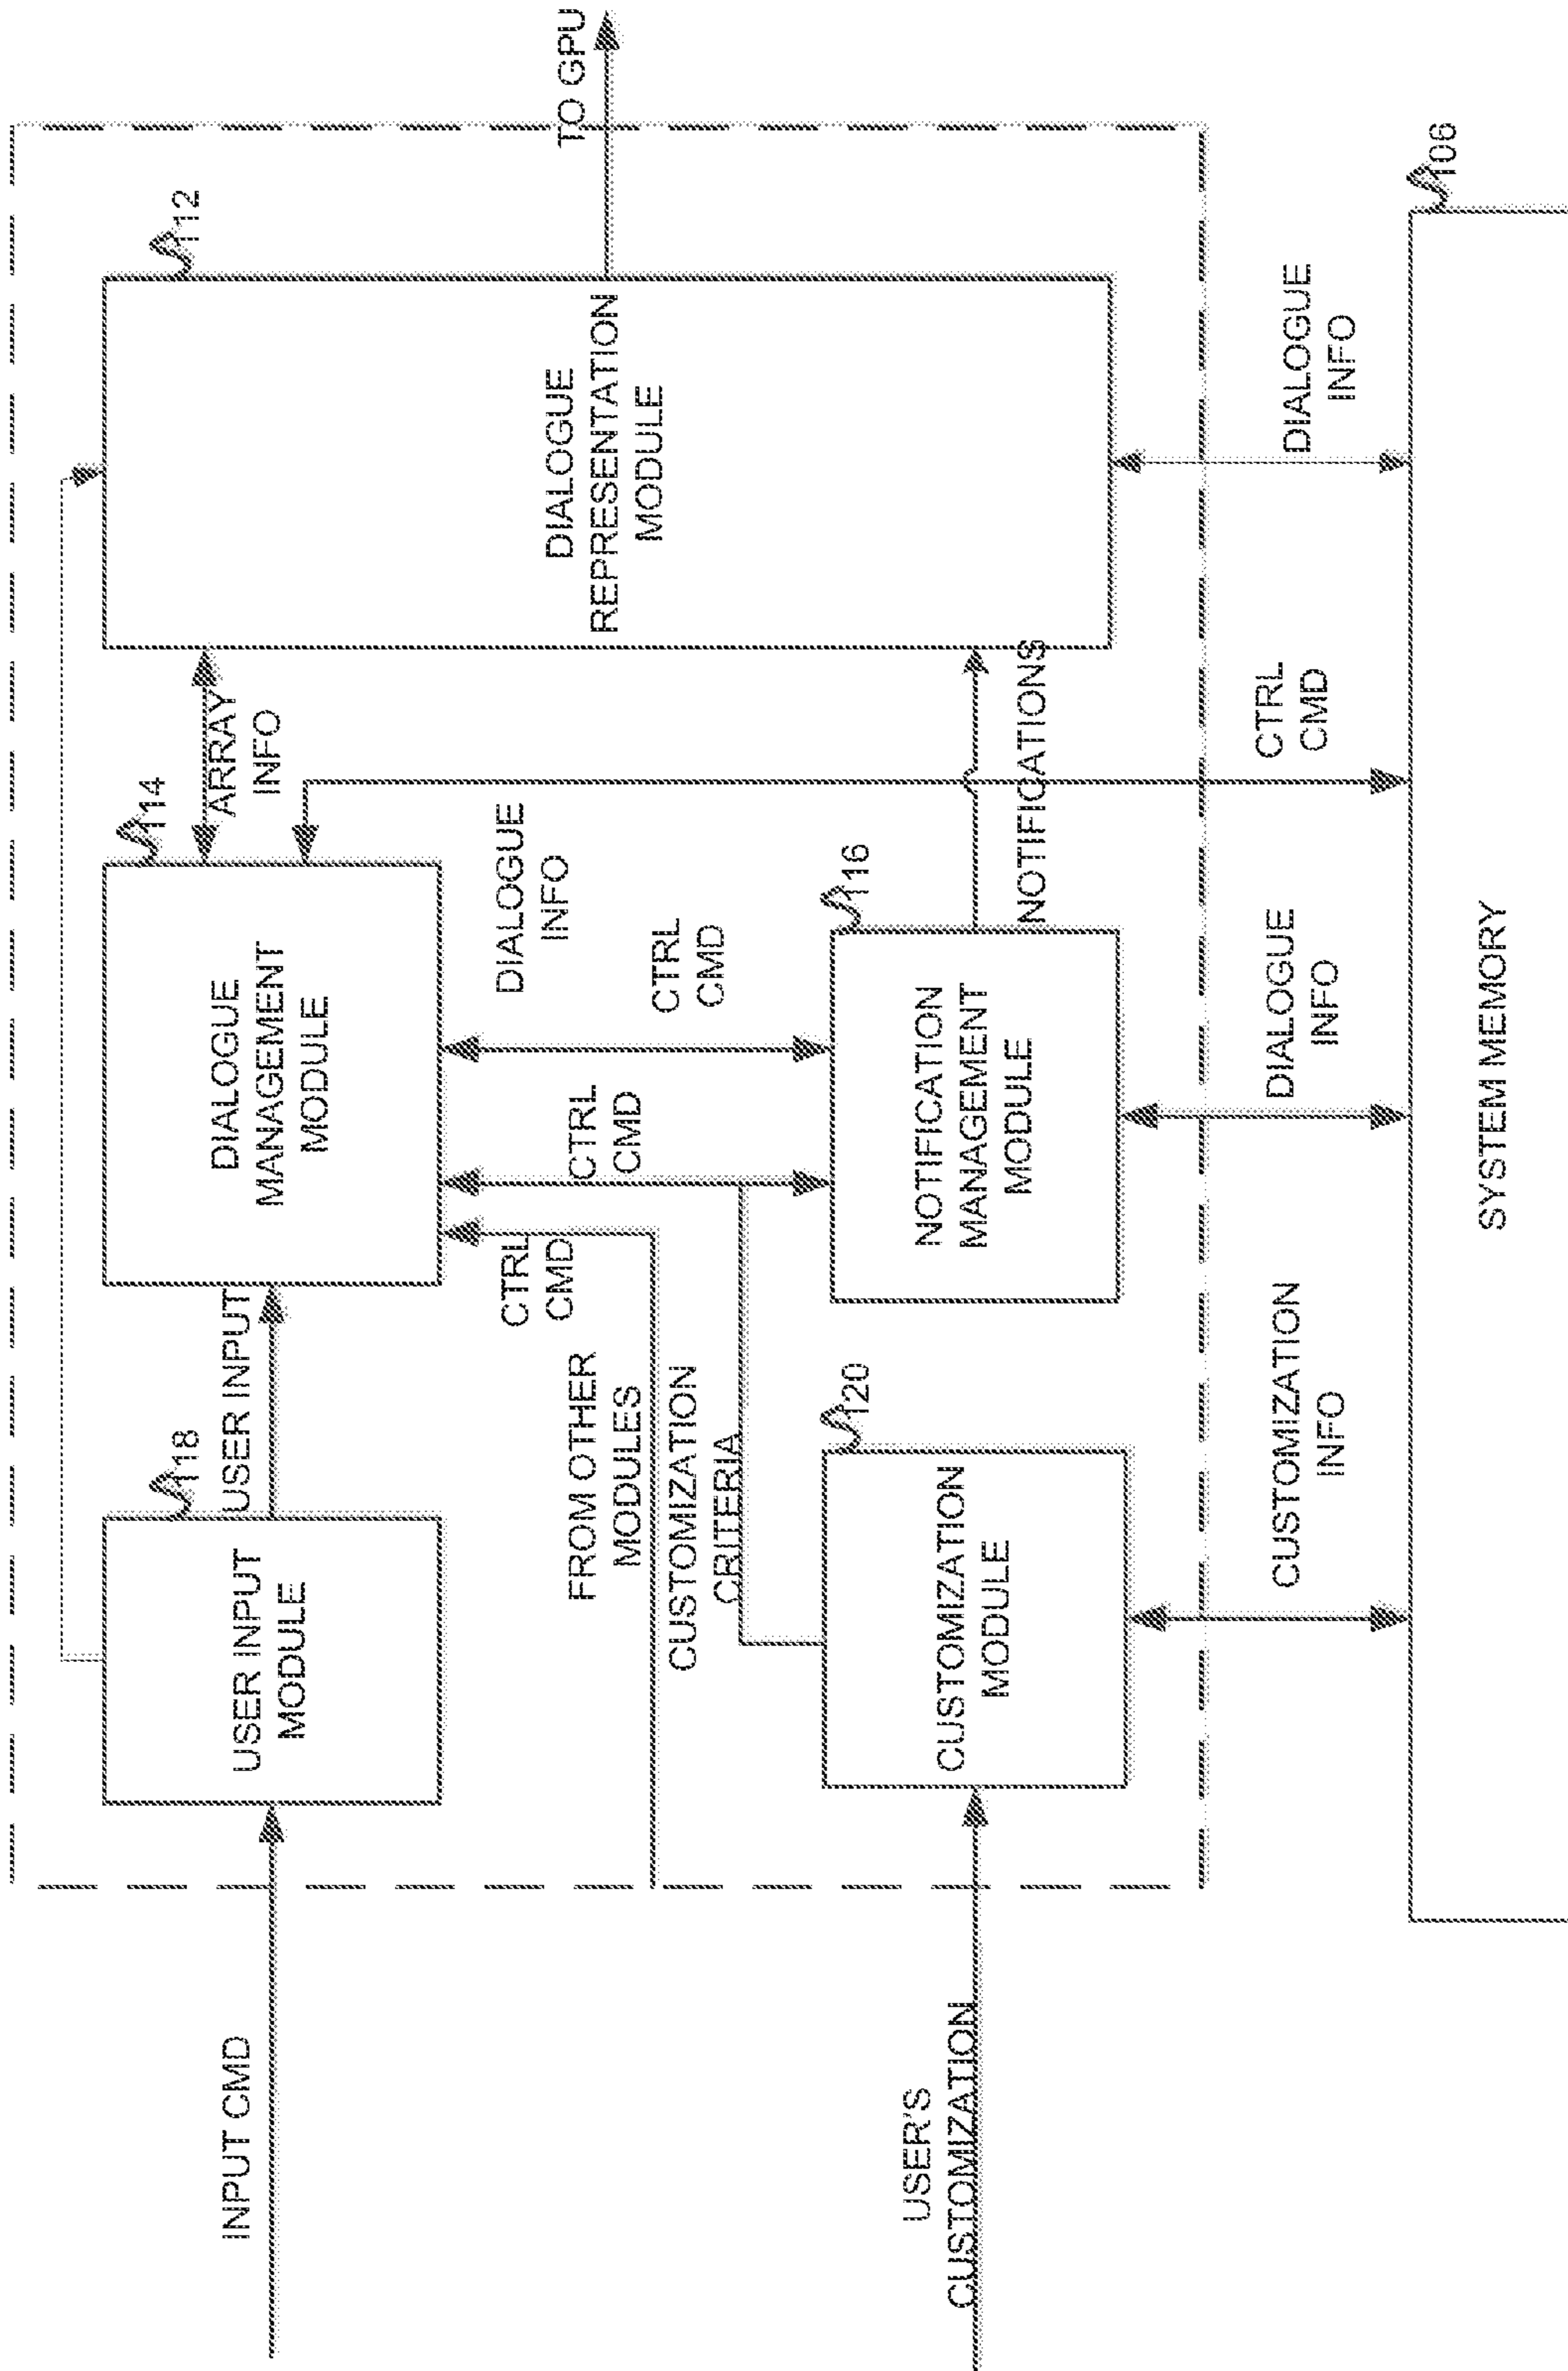 INPUT CMD
118
USER INPUT
MODULE
USER INPUT
114
DIALOGUE
MANAGEMENT
MODULE
ARRAY
INFO
112
DIALOGUE
REPRESENTATION
MODULE
TO GPU
CTRL
CMD
FROM OTHER
MODULES
CUSTOMIZATION
CRITERIA
CTRL
CMD
DIALOGUE
INFO
CTRL
CMD
USER'S
CUSTOMIZATION
120
CUSTOMIZATION
MODULE
116
NOTIFICATION
MANAGEMENT
MODULE
NOTIFICATIONS
CUSTOMIZATION
INFO
DIALOGUE
INFO
CTRL
CMD
DIALOGUE
INFO
106
SYSTEM MEMORY